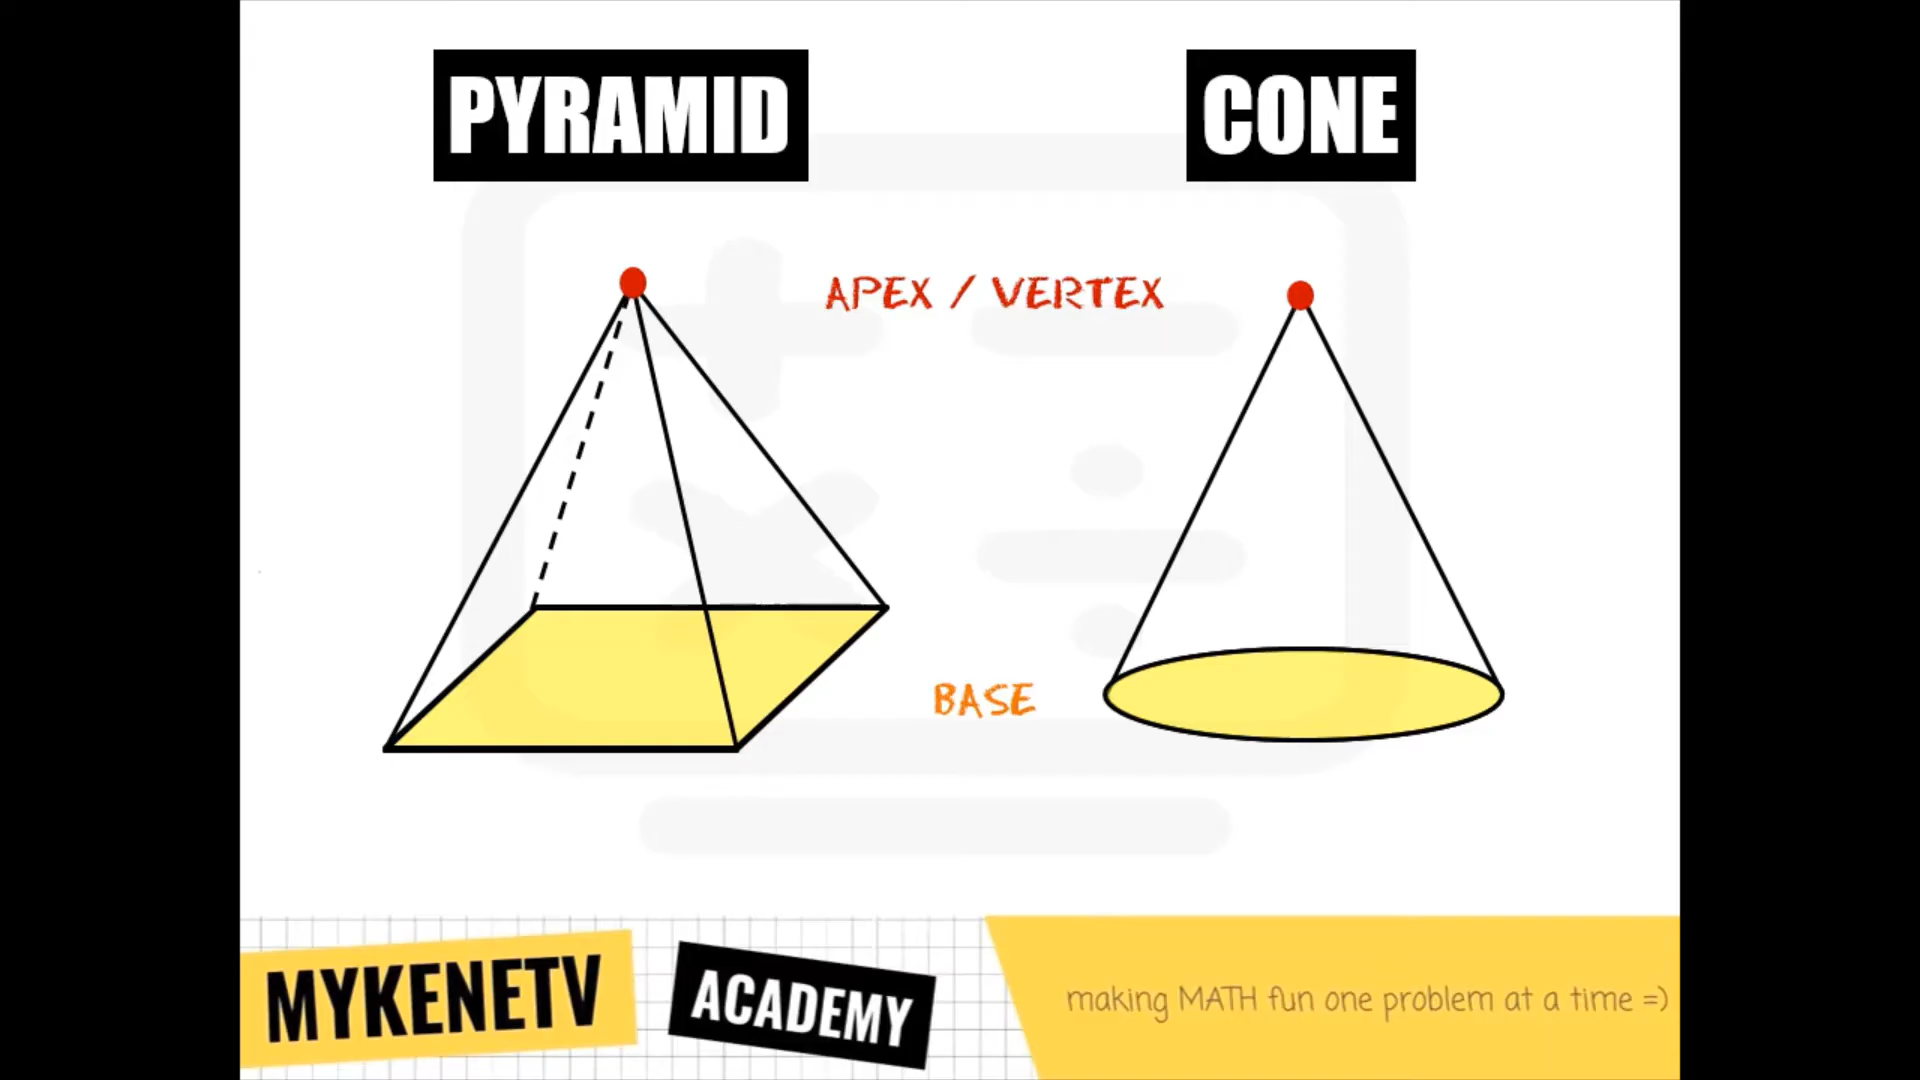 PYRAMID
CONE
APEX / VERTEX
BASE
MYKENETV
ACADEMY
making MATH fun one problem at a time =)